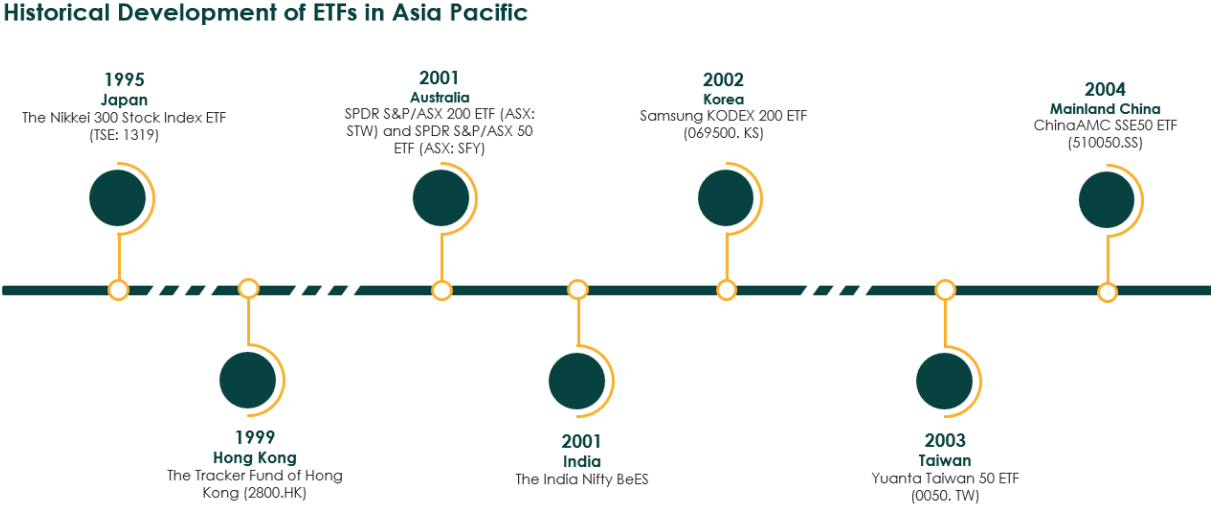 Historical Development of ETFs in Asia Pacific
1995
Japan
The Nikkei 300 Stock Index ETF
(TSE: 1319)
1999
Hong Kong
The Tracker Fund of Hong
Kong (2800.HK)
2001
Australia
SPDR S&P/ASX 200 ETF (ASX:
STW) and SPDR S&P/ASX 50
ETF (ASX: SFY)
2001
India
The India Nifty BeES
2002
Korea
Samsung KODEX 200 ETF
(069500. KS)
2003
Taiwan
Yuanta Taiwan 50 ETF
(0050. TW)
2004
Mainland China
ChinaAMC SSE50 ETF
(510050.SS)